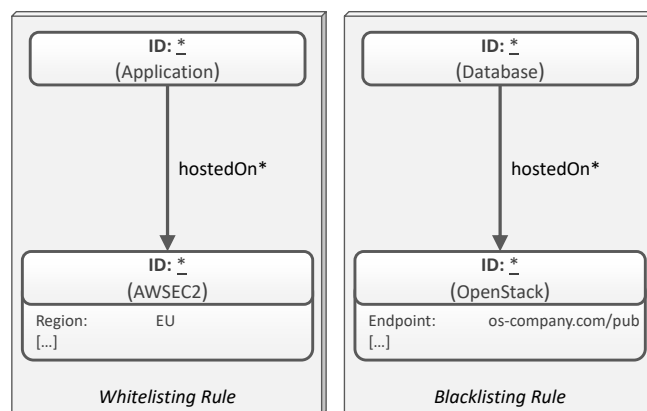 ID: *
(Application)
hostedOn*
ID: *
(AWSEC2)
Region: EU
[...]
Whitelisting Rule
ID: *
(Database)
hostedOn*
ID: *
(OpenStack)
Endpoint: os-company.com/pub
[...]
Blacklisting Rule